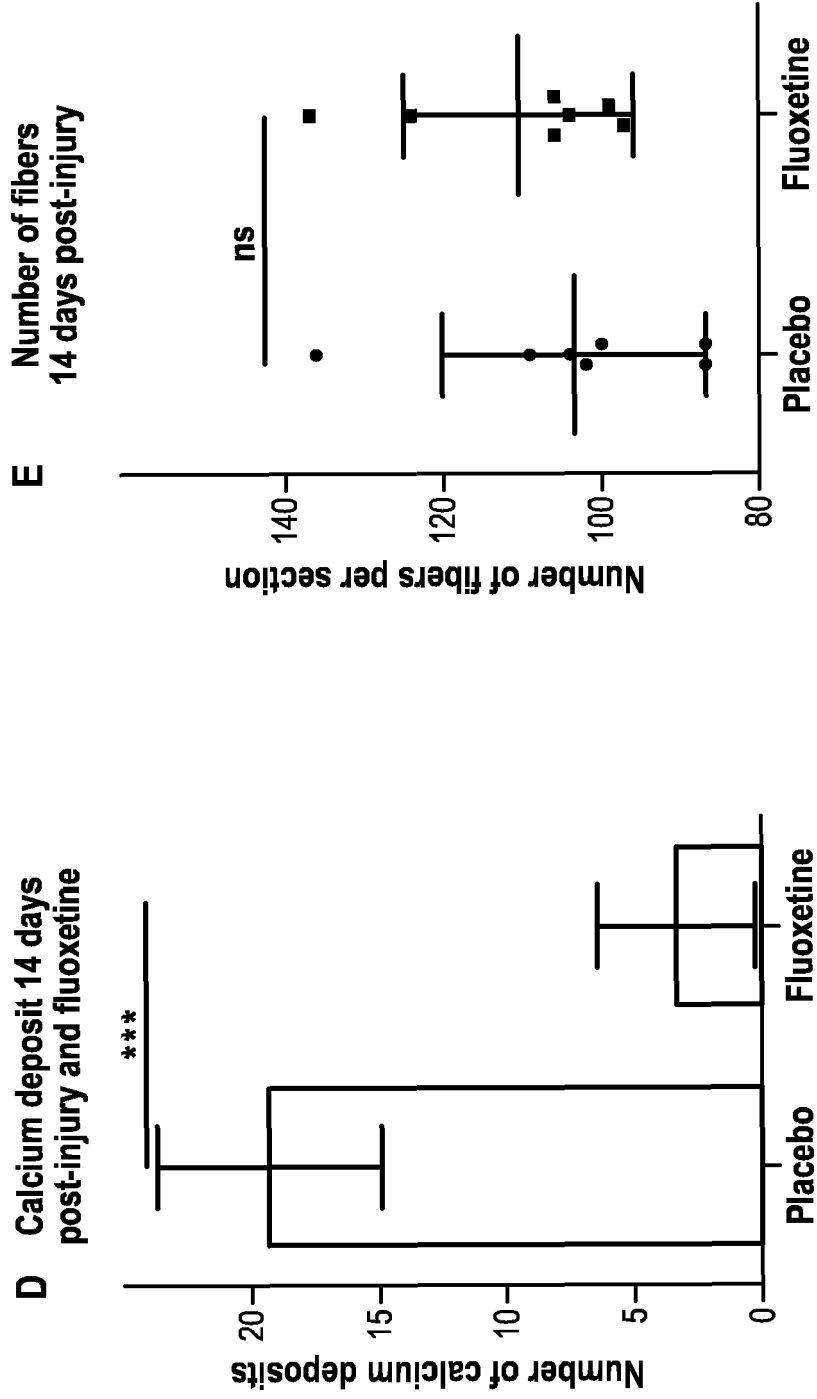 D
Calcium deposit 14 days
post-injury and fluoxetine
***
Number of calcium deposits
20
15
10
5
0
Placebo
Fluoxetine
E
Number of fibers
14 days post-injury
ns
Number of fibers per section
140
120
100
80
Placebo
Fluoxetine